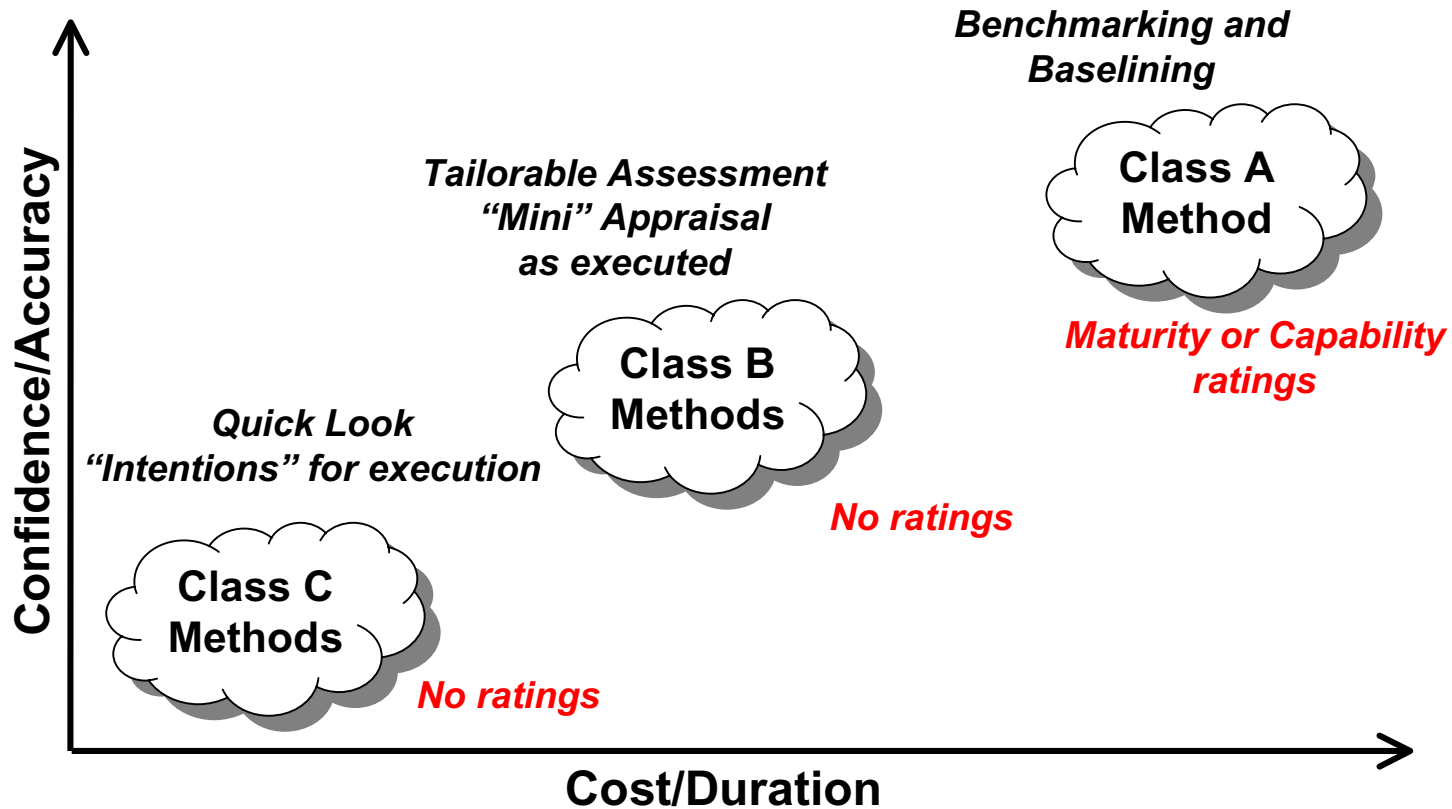 Benchmarking and
Baselining
Class A
Method
Maturity or Capability
ratings
Tailorable Assessment
“Mini” Appraisal
as executed
Class B
Methods
No ratings
Quick Look
“Intentions” for execution
Class C
Methods
No ratings
Confidence/Accuracy
Cost/Duration